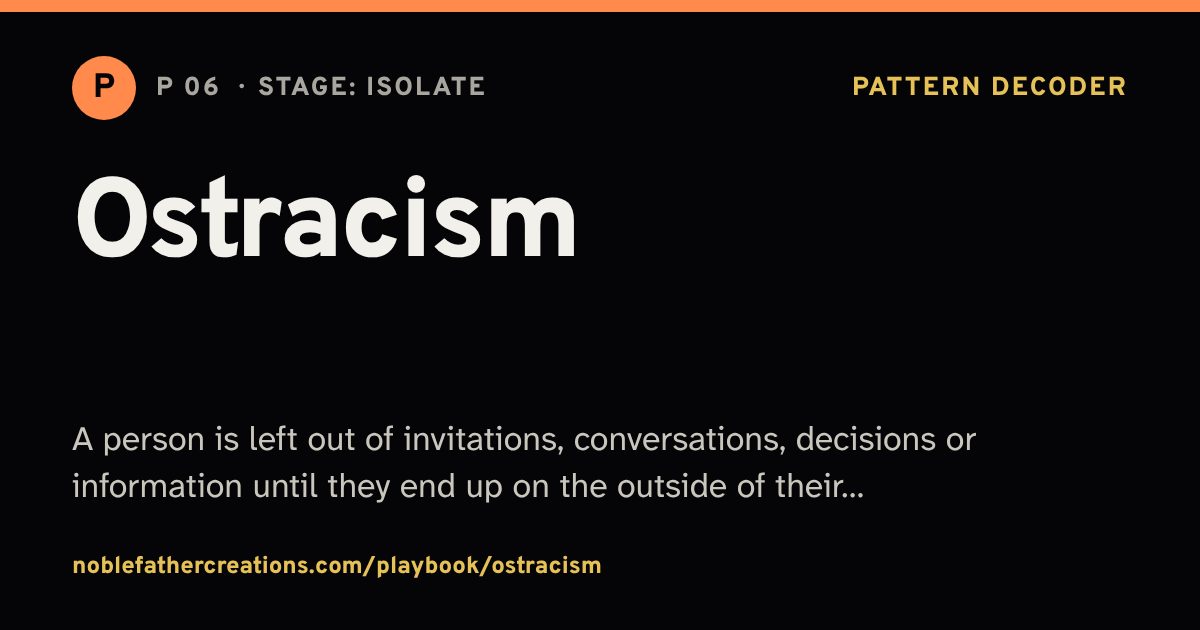 P
P 06 · STAGE: ISOLATE
PATTERN DECODER
Ostracism
A person is left out of invitations, conversations, decisions or
information until they end up on the outside of their...
noblefathercreations.com/playbook/ostracism